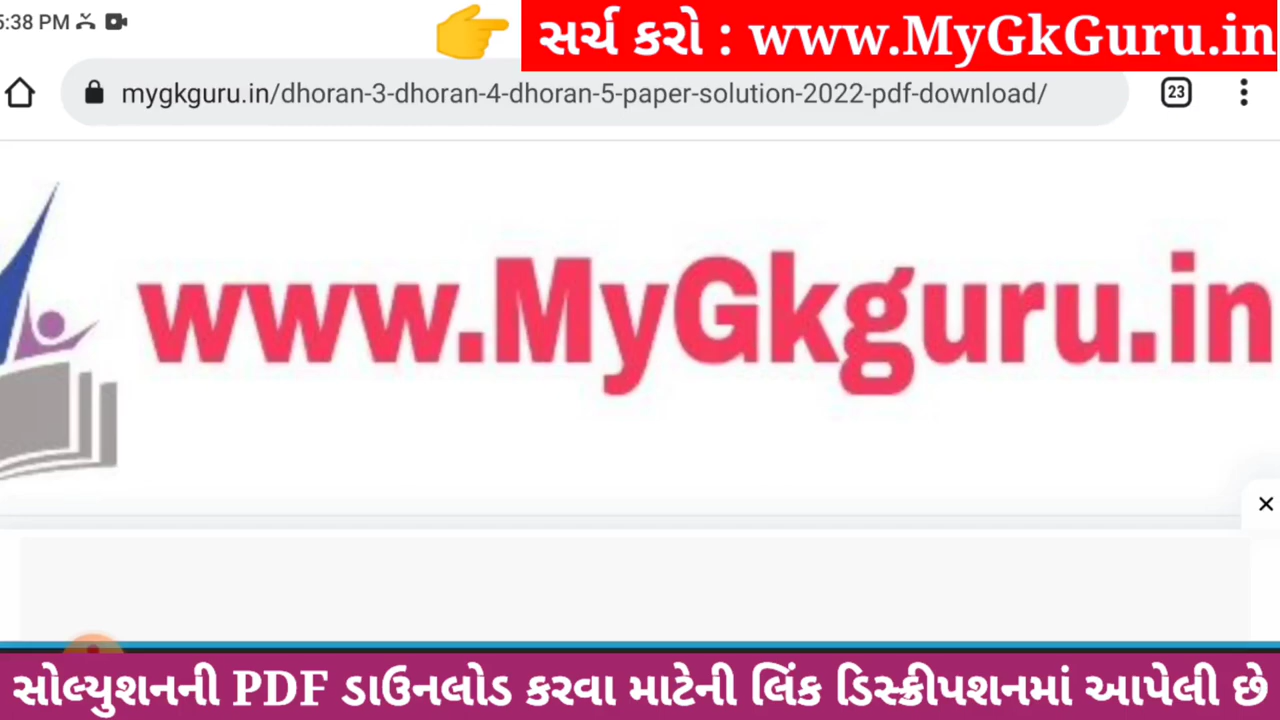 5:38 PM
સર્ચ કરો : www.MyGkGuru.in
mygkguru.in/dhoran-3-dhoran-4-dhoran-5-paper-solution-2022-pdf-download/
23
www.MyGkguru.in
સોલ્યુશનની PDF ડાઉનલોડ કરવા માટેની લિંક ડિસ્ક્રીપશનમાં આપેલી છે